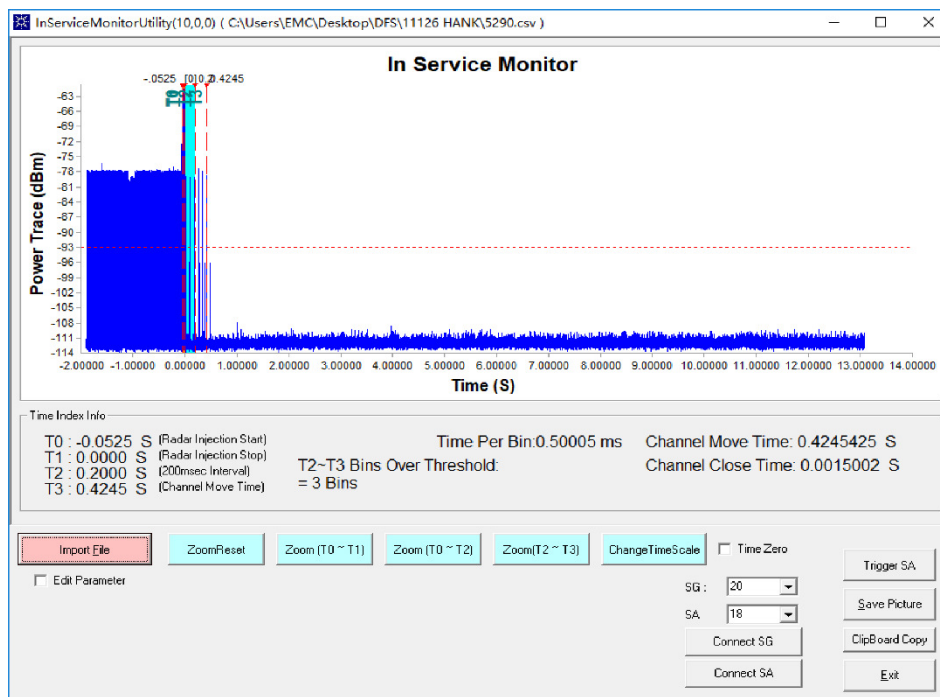 InServiceMonitorUtility(10,0,0) ( C:\Users\EMC\Desktop\DFS\11126 HANK\5290.csv )
In Service Monitor
-.0525 [0] 0.2 0.4245
T0 T1 T2 T3
Power Trace (dBm)
-63
-66
-69
-72
-75
-78
-81
-84
-87
-90
-93
-96
-99
-102
-105
-108
-111
-114
-2.00000 -1.00000 0.00000 1.00000 2.00000 3.00000 4.00000 5.00000 6.00000 7.00000 8.00000 9.00000 10.00000 11.00000 12.00000 13.00000 14.00000
Time (S)
Time Index Info
T0 : -0.0525 S (Radar Injection Start)
T1 : 0.0000 S (Radar Injection Stop)
T2 : 0.2000 S (200msec Interval)
T3 : 0.4245 S (Channel Move Time)
Time Per Bin:0.50005 ms
T2~T3 Bins Over Threshold:
= 3 Bins
Channel Move Time: 0.4245425 S
Channel Close Time: 0.0015002 S
Import File ZoomReset Zoom (T0 ~ T1) Zoom (T0 ~ T2) Zoom(T2 ~ T3) ChangeTimeScale Time Zero
Edit Parameter
SG : 20
SA 18
Connect SG
Connect SA
Trigger SA
Save Picture
ClipBoard Copy
Exit